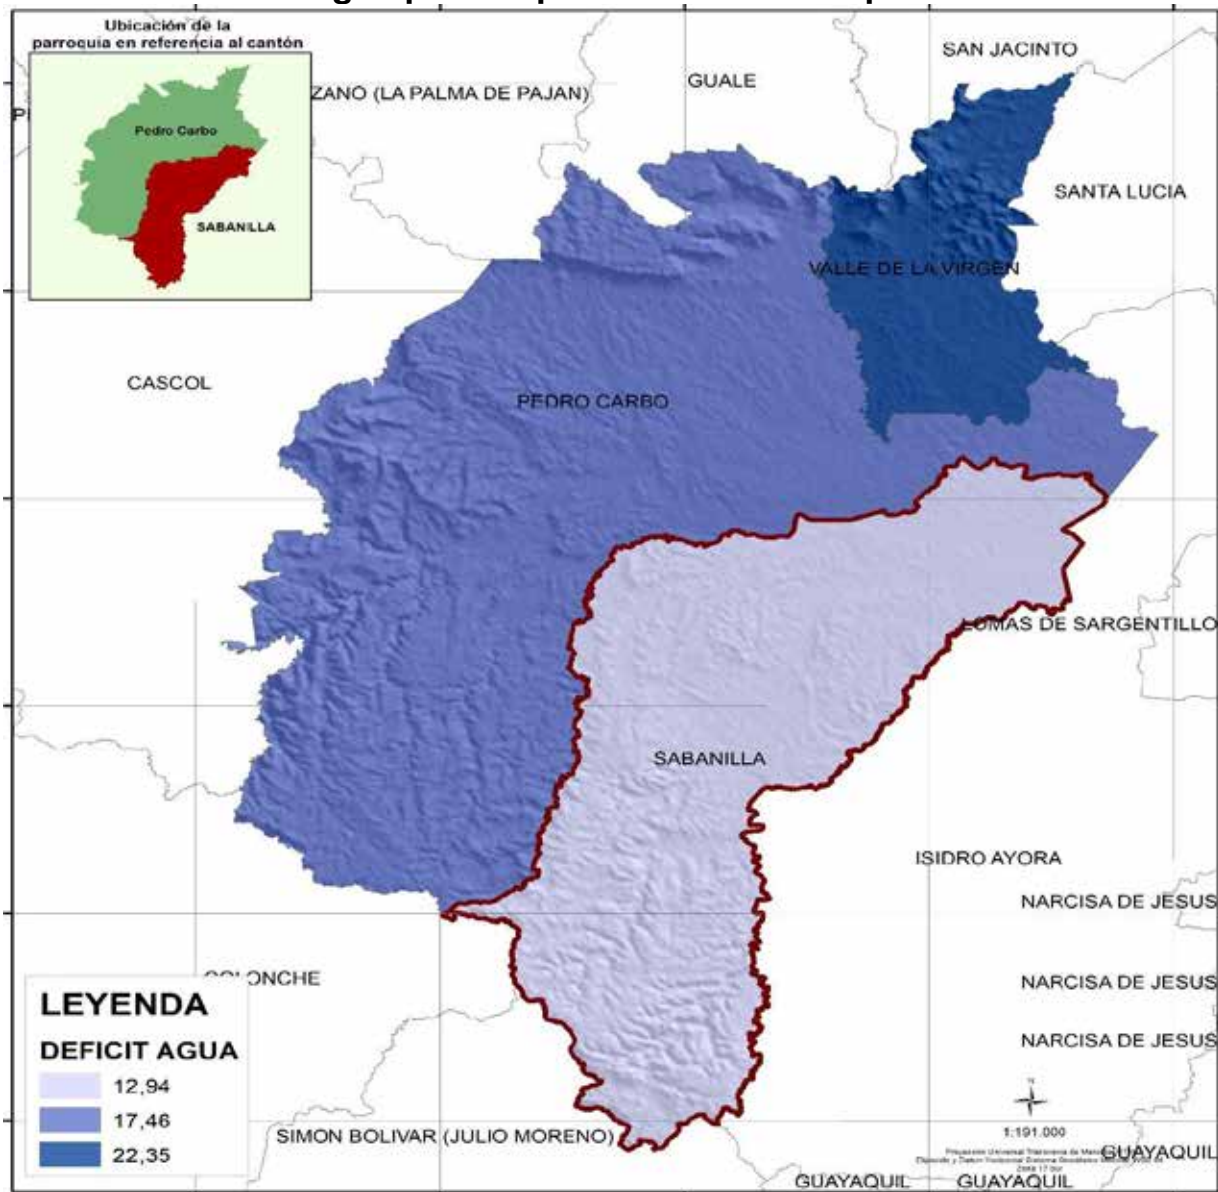 Ubicación de la
parroquia en referencia al cantón
Pedro Carbo
SABANILLA
ZANO (LA PALMA DE PAJAN)
GUALE
SAN JACINTO
SANTA LUCIA
VALLE DE LA VIRGEN
CASCOL
PEDRO CARBO
LOMAS DE SARGENTILLO
SABANILLA
ISIDRO AYORA
NARCISA DE JESUS
COLONCHE
NARCISA DE JESUS
NARCISA DE JESUS
LEYENDA
DEFICIT AGUA
12,94
17,46
22,35
N
1:191.000
SIMON BOLIVAR (JULIO MORENO)
GUAYAQUIL
GUAYAQUIL
GUAYAQUIL